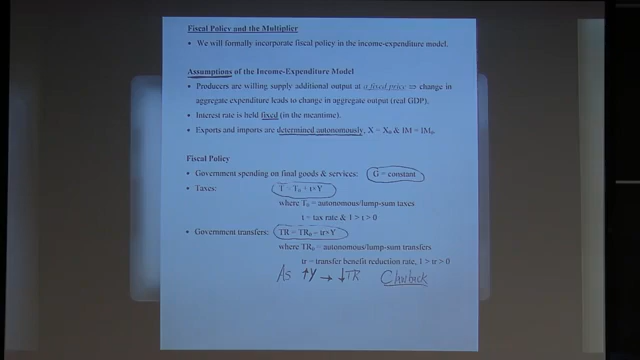 Fiscal Policy and the Multiplier
• We will formally incorporate fiscal policy in the income-expenditure model.
Assumptions of the Income-Expenditure Model
• Producers are willing supply additional output at a fixed price ⇒ change in
aggregate expenditure leads to change in aggregate output (real GDP).
• Interest rate is held fixed (in the meantime).
• Exports and imports are determined autonomously, X = X₀ & IM = IM₀.
Fiscal Policy
• Government spending on final goods & services: G = constant
• Taxes: T = T₀ + t×Y
where T₀ = autonomous/lump-sum taxes
t = tax rate & 1 > t > 0
• Government transfers: TR = TR₀ − tr×Y
where TR₀ = autonomous/lump-sum transfers
tr = transfer benefit reduction rate, 1 > tr > 0
As ↑Y → ↓TR